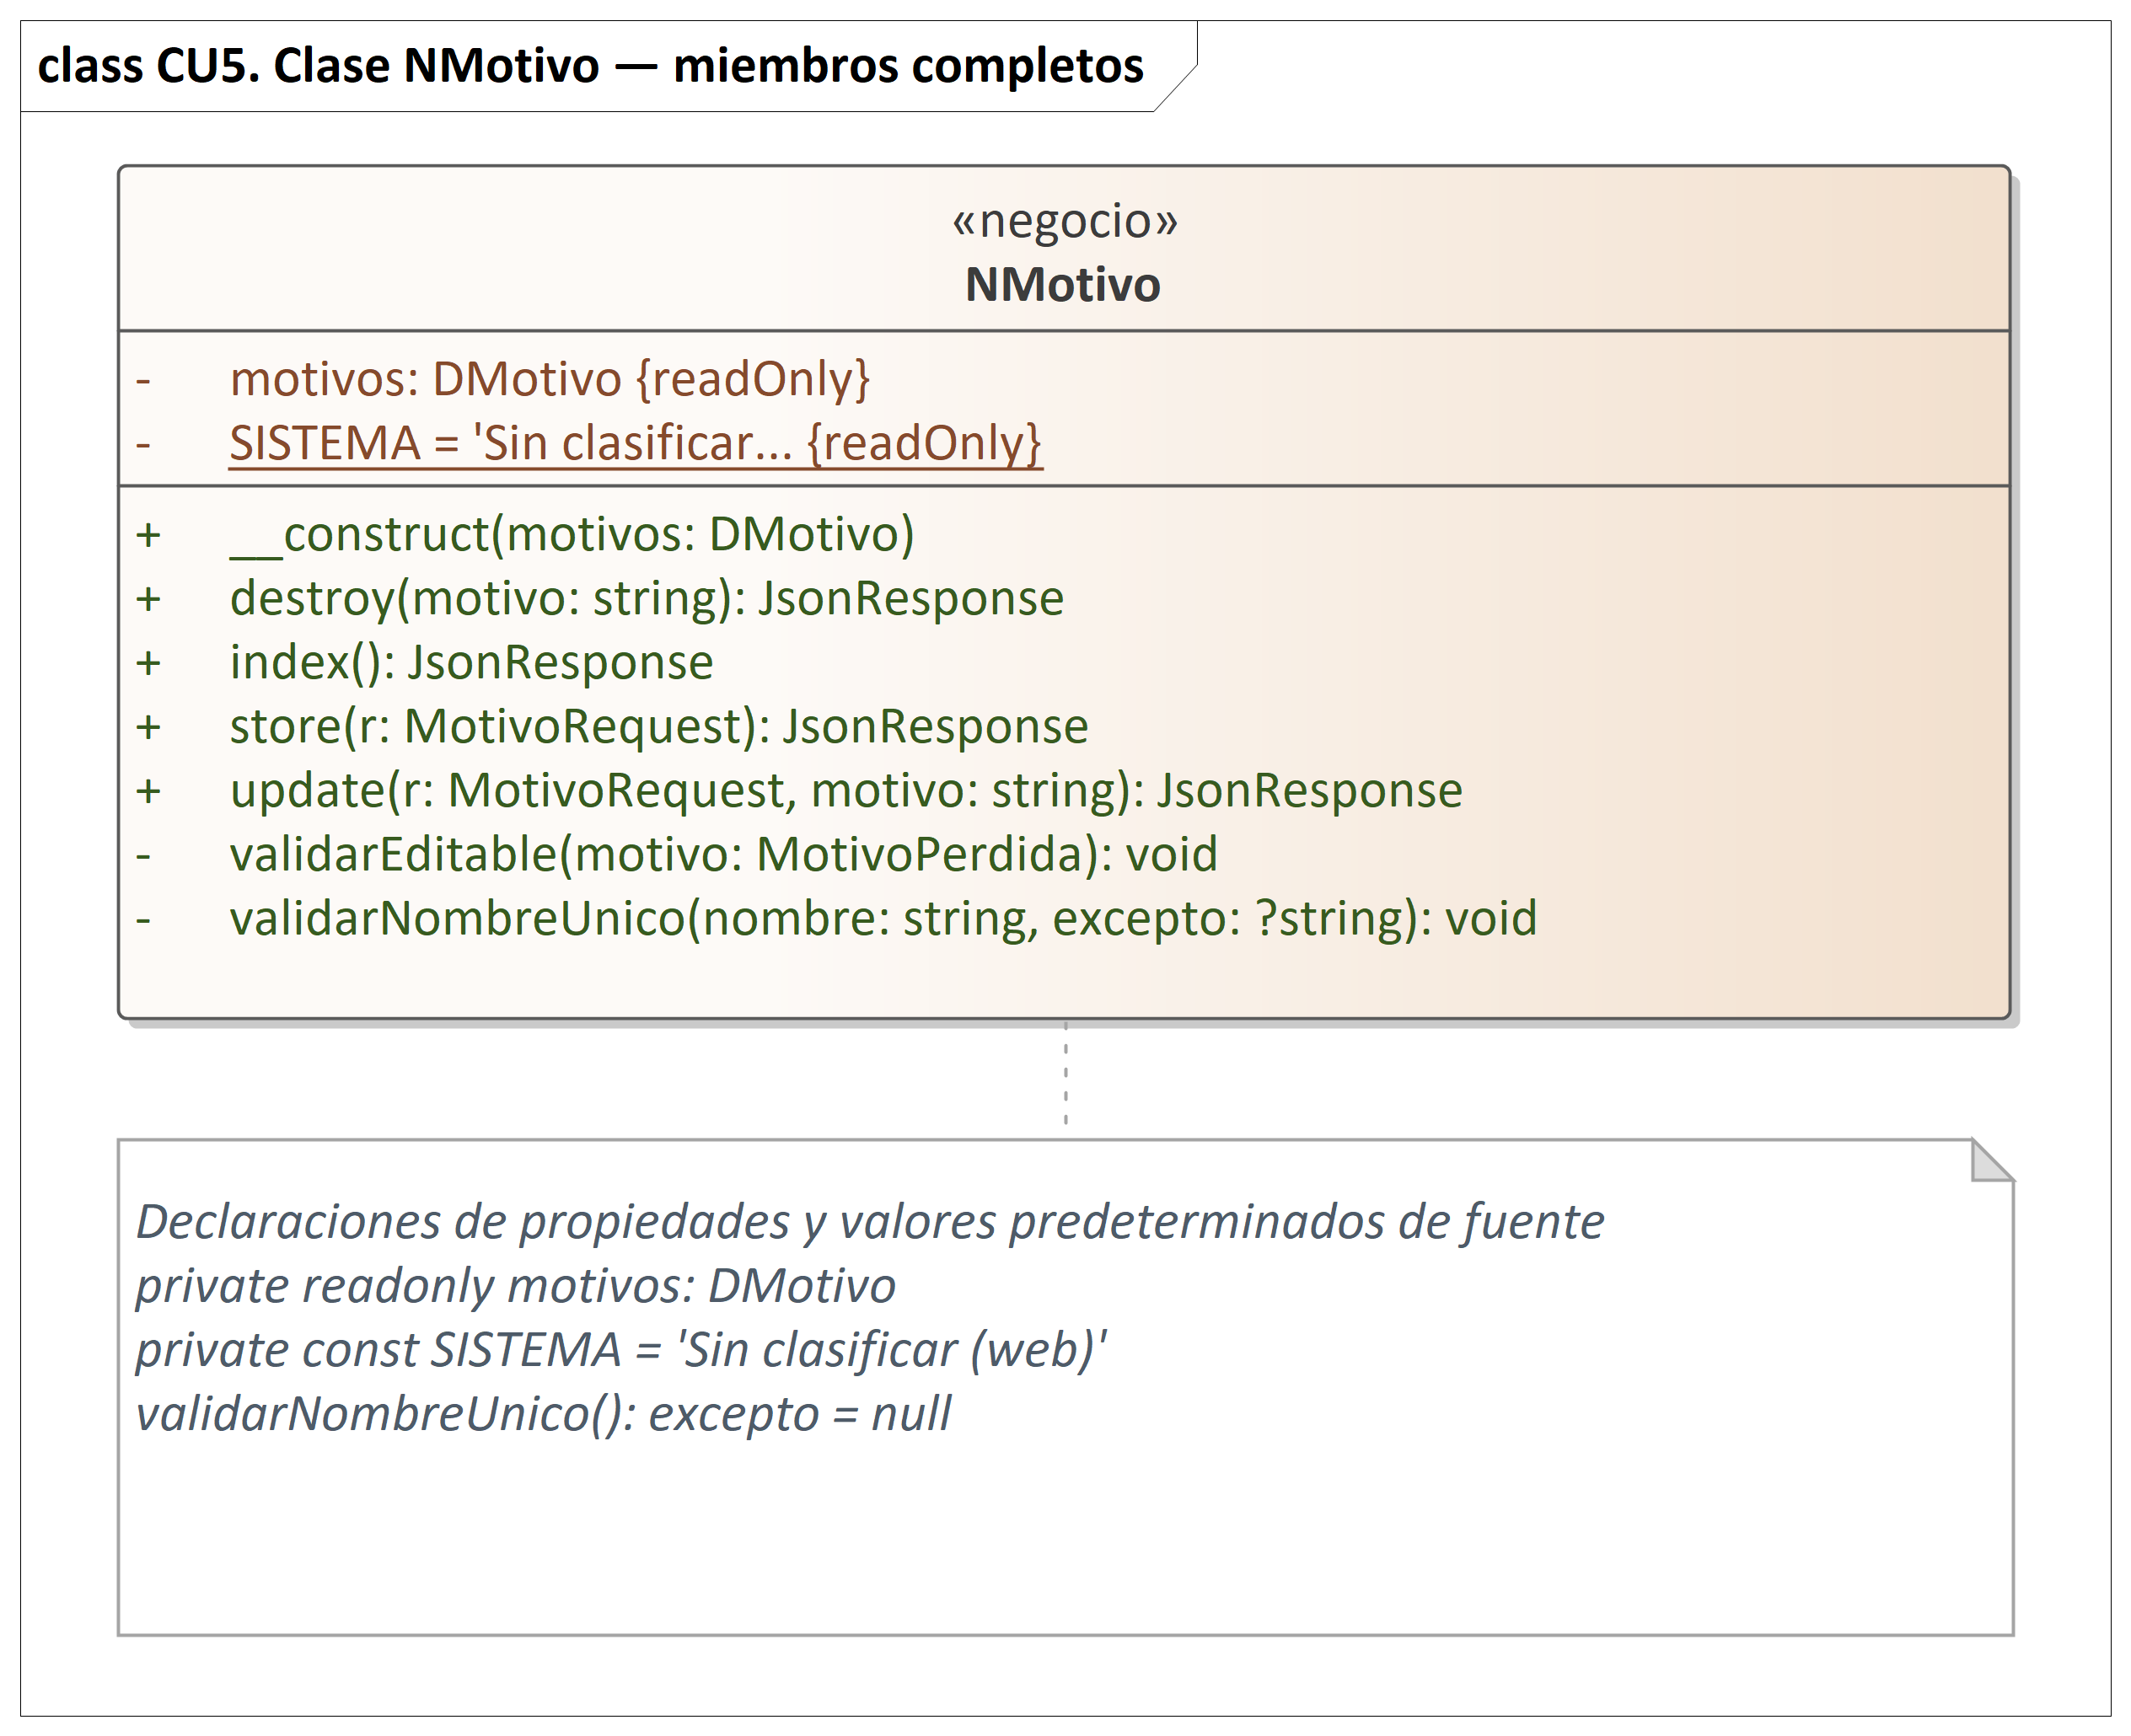 class CU5. Clase NMotivo — miembros completos
«negocio»
NMotivo
- motivos: DMotivo {readOnly}
- SISTEMA = 'Sin clasificar... {readOnly}
+ __construct(motivos: DMotivo)
+ destroy(motivo: string): JsonResponse
+ index(): JsonResponse
+ store(r: MotivoRequest): JsonResponse
+ update(r: MotivoRequest, motivo: string): JsonResponse
- validarEditable(motivo: MotivoPerdida): void
- validarNombreUnico(nombre: string, excepto: ?string): void
Declaraciones de propiedades y valores predeterminados de fuente
private readonly motivos: DMotivo
private const SISTEMA = 'Sin clasificar (web)'
validarNombreUnico(): excepto = null